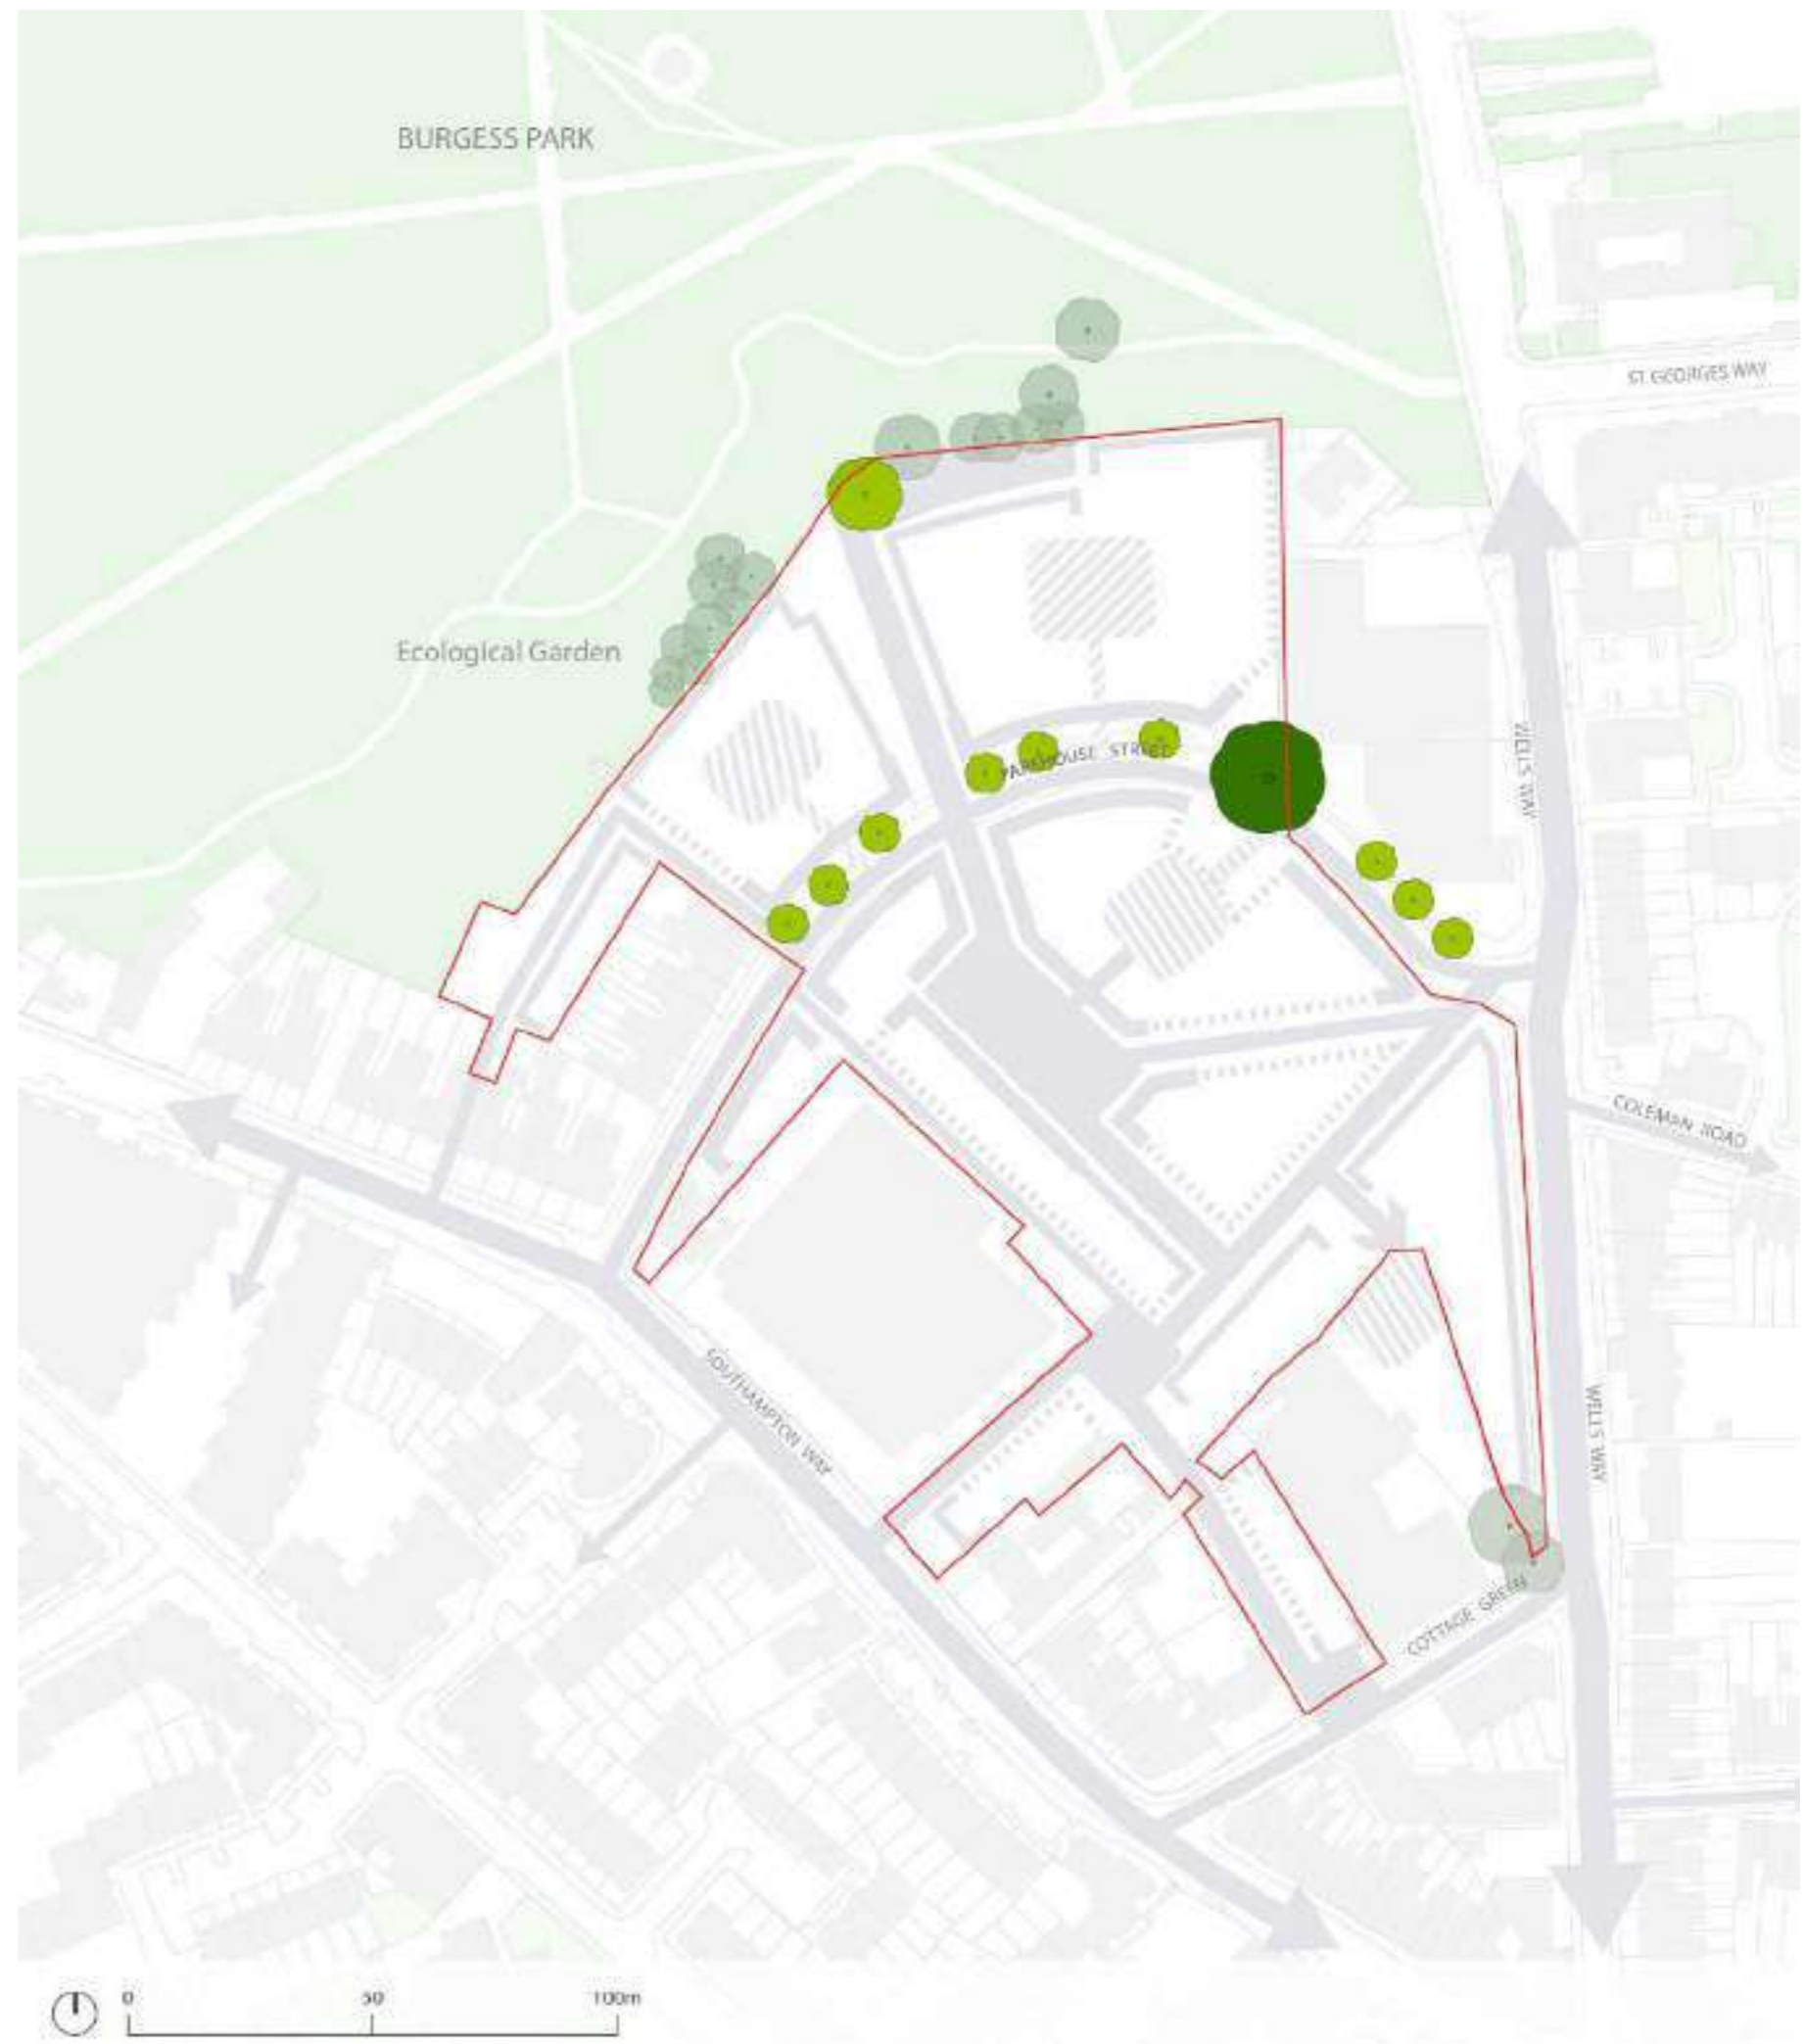 BURGESS PARK
ST GEORGES WAY
Ecological Garden
PARKHOUSE STREET
WELLS WAY
COLEMAN ROAD
SOUTHAMPTON WAY
WELLS WAY
COTTAGE GREEN
0 50 100m